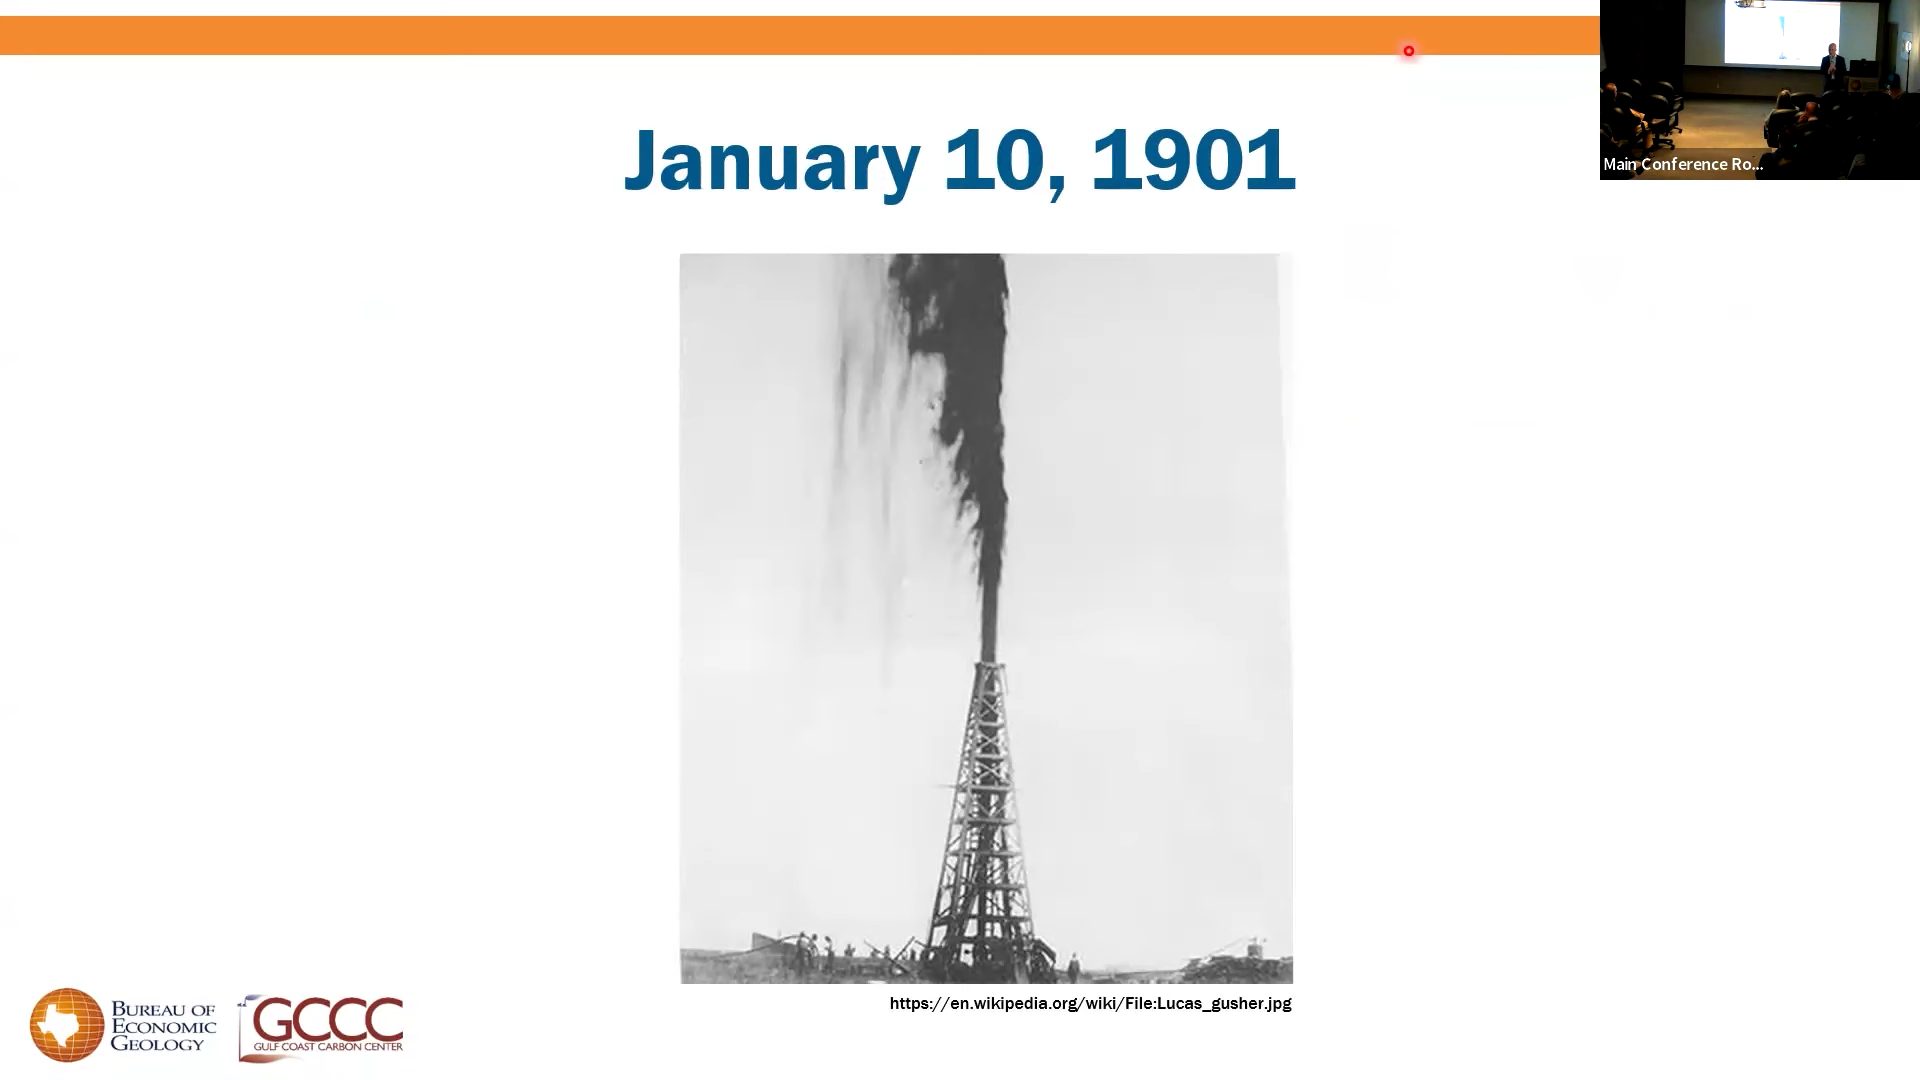 January 10, 1901
Main Conference Ro...
https://en.wikipedia.org/wiki/File:Lucas_gusher.jpg
BUREAU OF
ECONOMIC
GEOLOGY
GCCC
GULF COAST CARBON CENTER